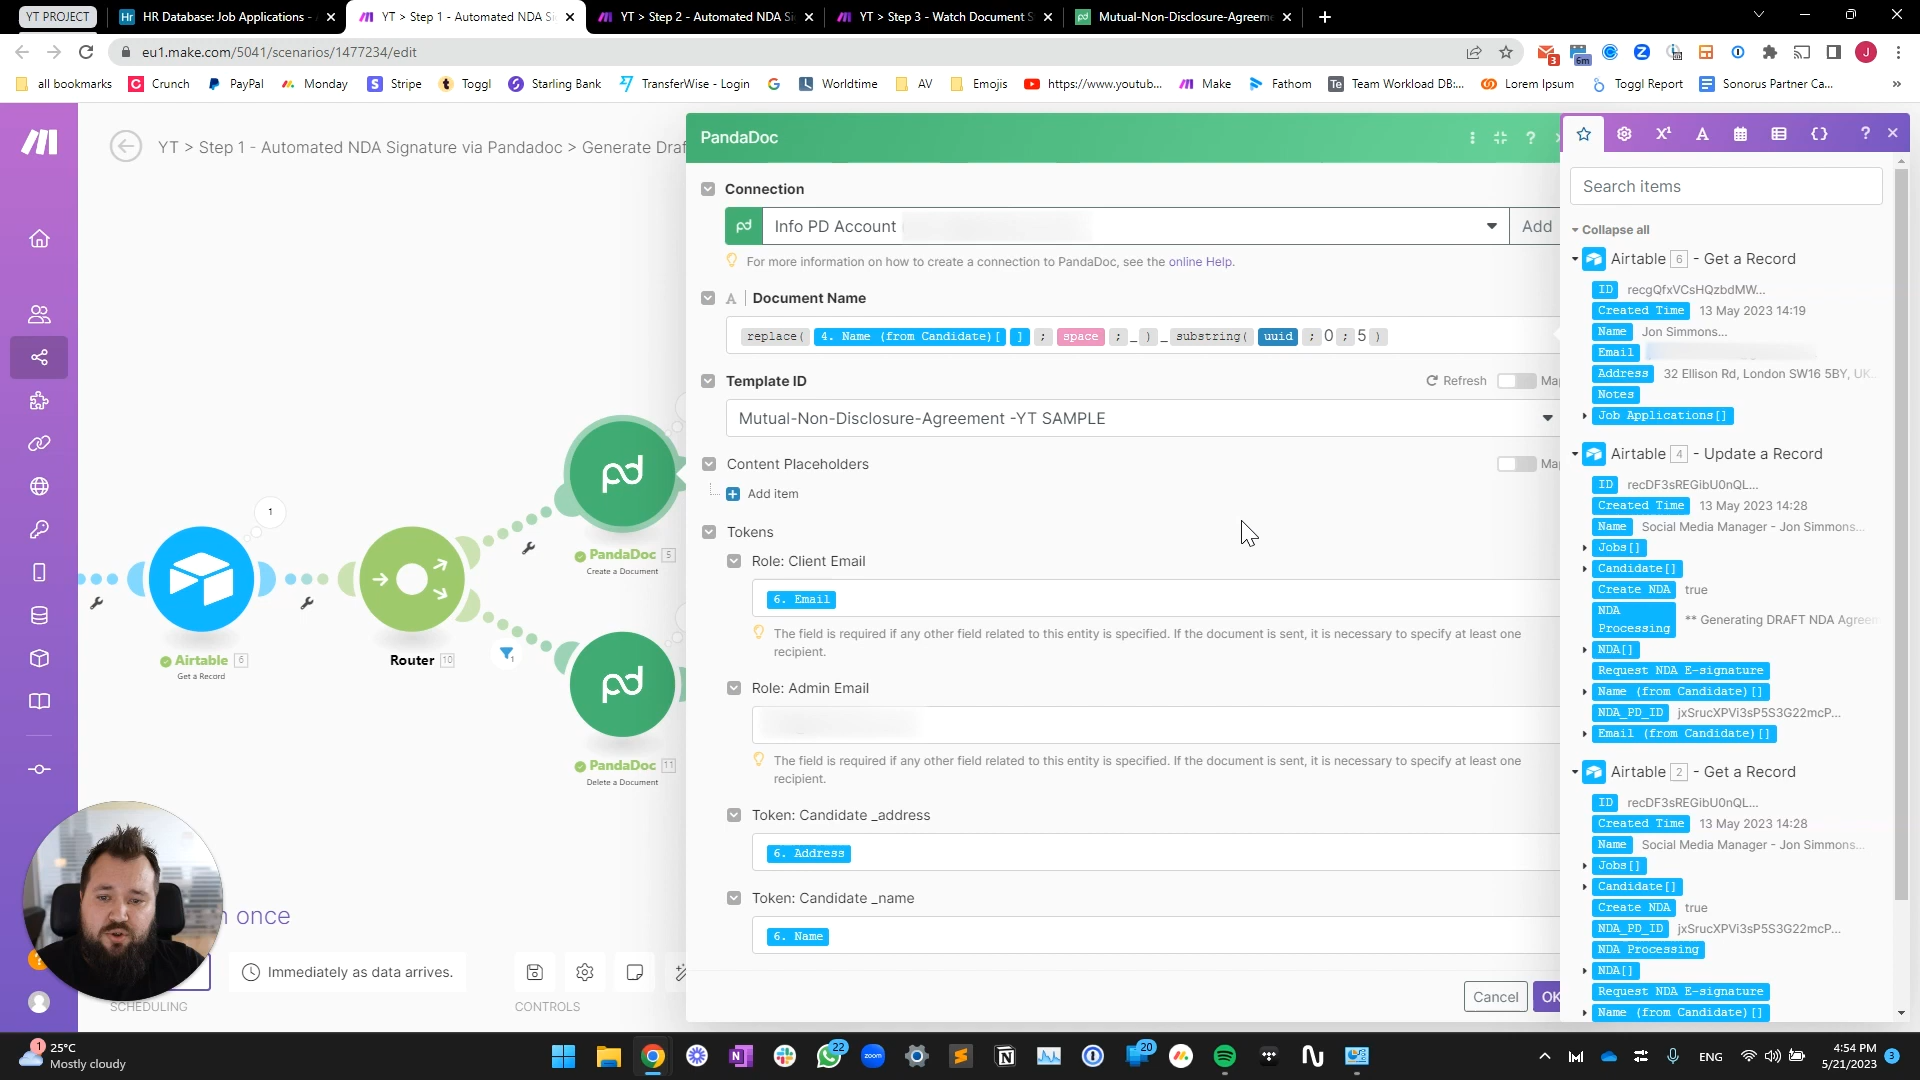 YT PROJECT
HR Database: Job Applications -
YT > Step 1 - Automated NDA Si
YT > Step 2 - Automated NDA Si
YT > Step 3 - Watch Document S
Mutual-Non-Disclosure-Agreeme
eu1.make.com/5041/scenarios/1477234/edit
3
6m
J
all bookmarks
Crunch
PayPal
Monday
Stripe
Toggl
Starling Bank
TransferWise - Login
Worldtime
AV
Emojis
https://www.youtub...
Make
Fathom
Team Workload DB:...
Lorem Ipsum
Toggl Report
Sonorus Partner Ca...
YT > Step 1 - Automated NDA Signature via Pandadoc > Generate Draf
PandaDoc
Connection
Info PD Account
Add
For more information on how to create a connection to PandaDoc, see the online Help.
A Document Name
replace( 4. Name (from Candidate)[ ] ; space ; _ ) _ substring( uuid ; 0 ; 5 )
Template ID
Refresh
Map
Mutual-Non-Disclosure-Agreement -YT SAMPLE
Content Placeholders
Map
Add item
Tokens
Role: Client Email
6. Email
The field is required if any other field related to this entity is specified. If the document is sent, it is necessary to specify at least one
recipient.
Role: Admin Email
The field is required if any other field related to this entity is specified. If the document is sent, it is necessary to specify at least one
recipient.
Token: Candidate _address
6. Address
Token: Candidate _name
6. Name
Cancel
OK
Search items
Collapse all
Airtable 6 - Get a Record
ID recgQfxVCsHQzbdMW...
Created Time 13 May 2023 14:19
Name Jon Simmons...
Email
Address 32 Ellison Rd, London SW16 5BY, UK...
Notes
Job Applications[]
Airtable 4 - Update a Record
ID recDF3sREGibU0nQL...
Created Time 13 May 2023 14:28
Name Social Media Manager - Jon Simmons...
Jobs[]
Candidate[]
Create NDA true
NDA
Processing ** Generating DRAFT NDA Agreem
NDA[]
Request NDA E-signature
Name (from Candidate)[]
NDA_PD_ID jxSrucXPVi3sP5S3G22mcP...
Email (from Candidate)[]
Airtable 2 - Get a Record
ID recDF3sREGibU0nQL...
Created Time 13 May 2023 14:28
Name Social Media Manager - Jon Simmons...
Jobs[]
Candidate[]
Create NDA true
NDA_PD_ID jxSrucXPVi3sP5S3G22mcP...
NDA Processing
NDA[]
Request NDA E-signature
Name (from Candidate)[]
1
Airtable 6
Get a Record
Router 10
1
pd
PandaDoc 5
Create a Document
pd
PandaDoc 11
Delete a Document
once
Immediately as data arrives.
SCHEDULING
CONTROLS
1
25°C
Mostly cloudy
22
zoom
20
ENG
4:54 PM
5/21/2023
3